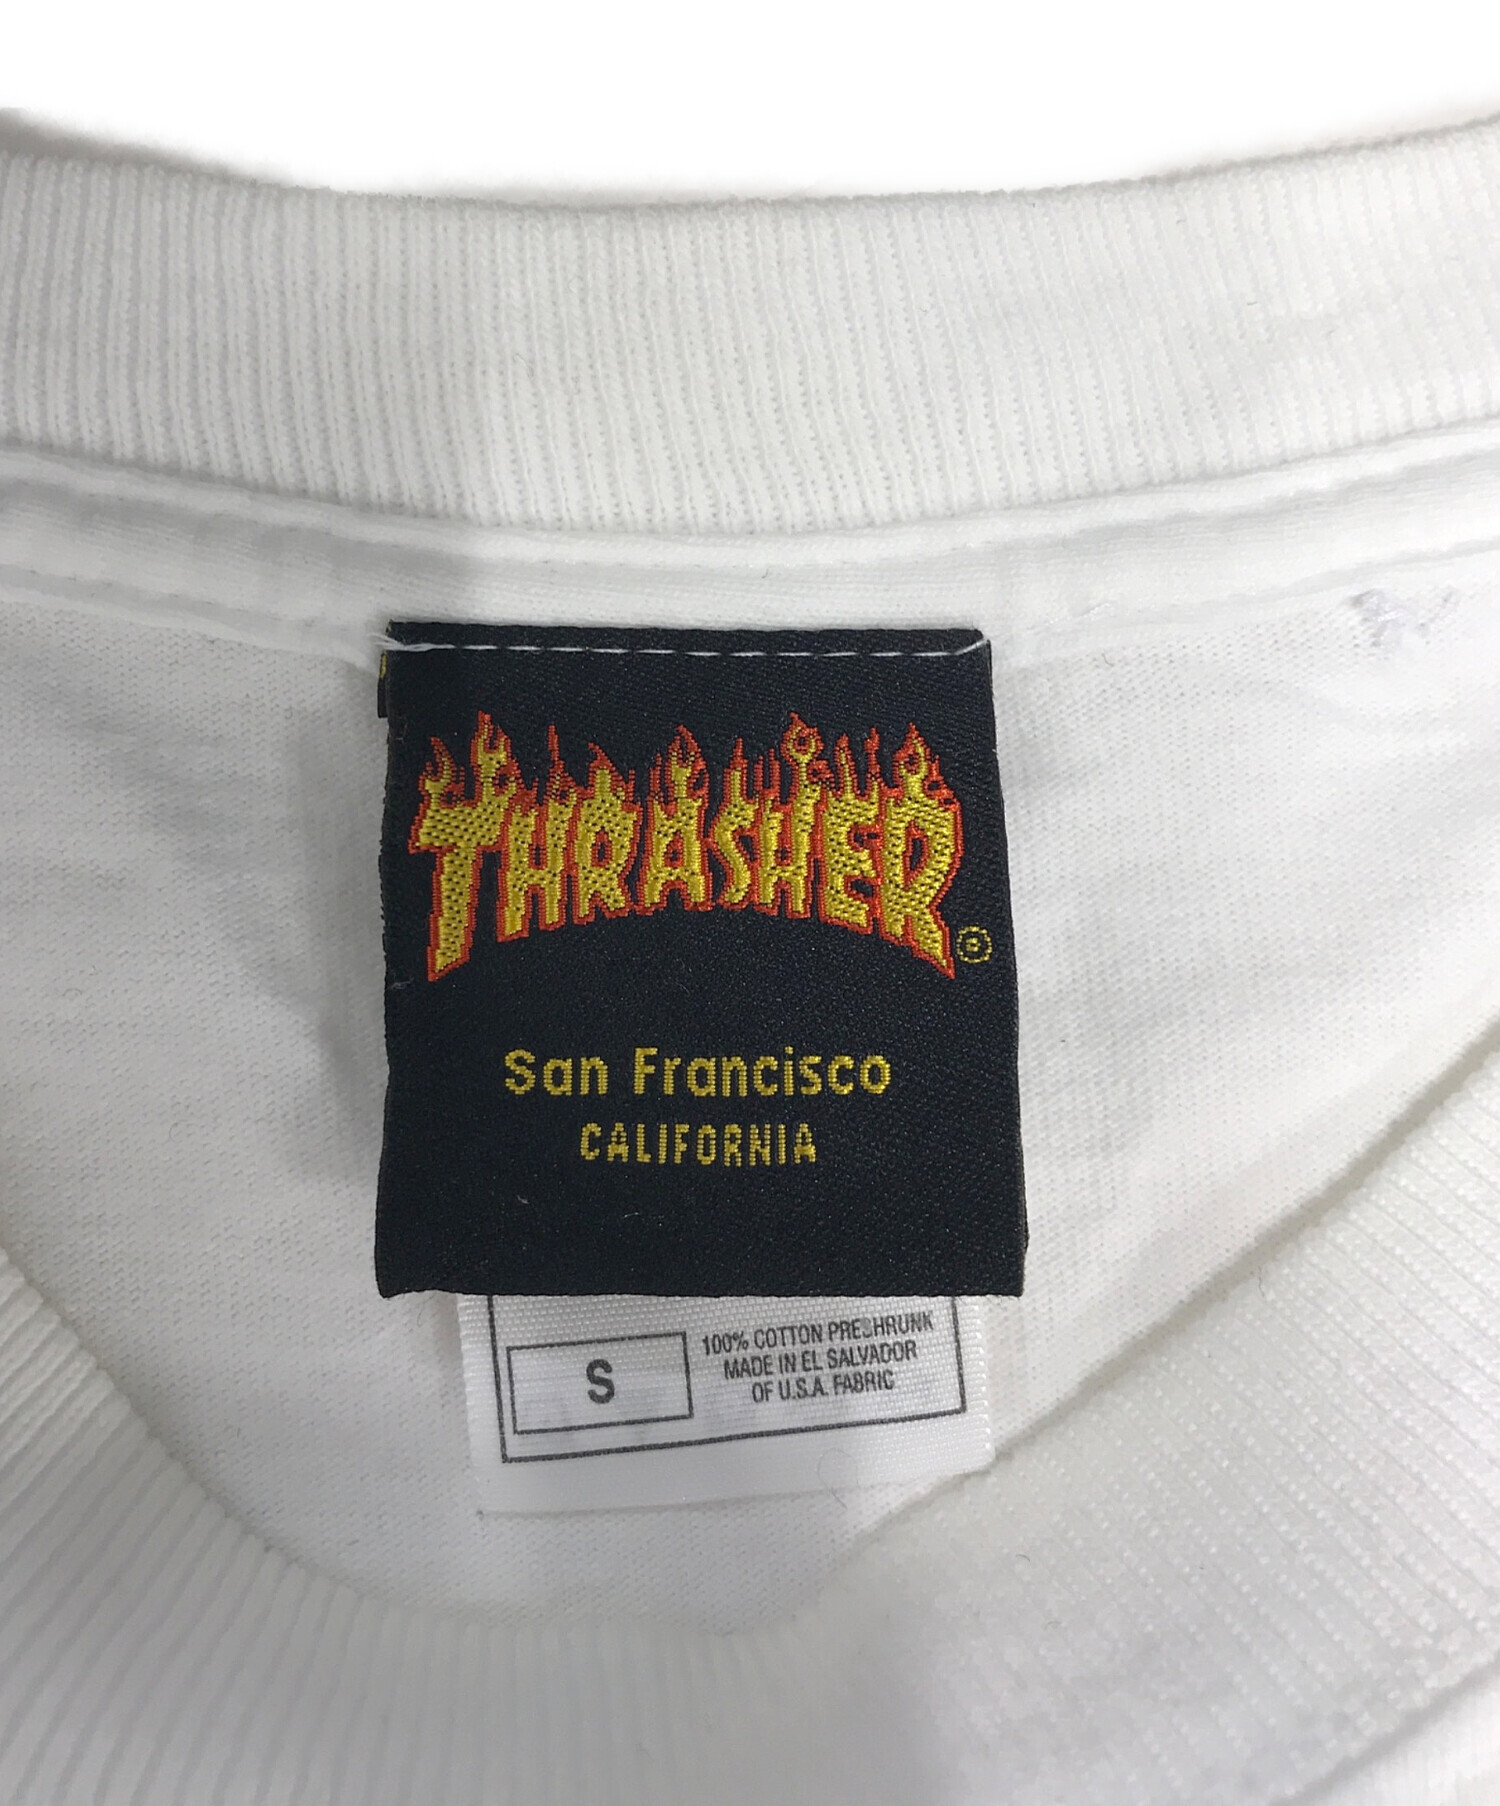 THRASHER
San Francisco
CALIFORNIA
S
100% COTTON PRESHRUNK
MADE IN EL SALVADOR
OF U.S.A. FABRIC